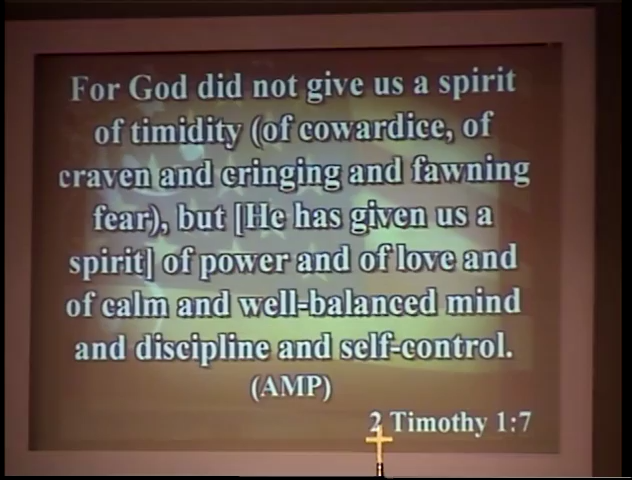 For God did not give us a spirit
of timidity (of cowardice, of
craven and cringing and fawning
fear), but [He has given us a
spirit] of power and of love and
of calm and well-balanced mind
and discipline and self-control.
(AMP)
2 Timothy 1:7